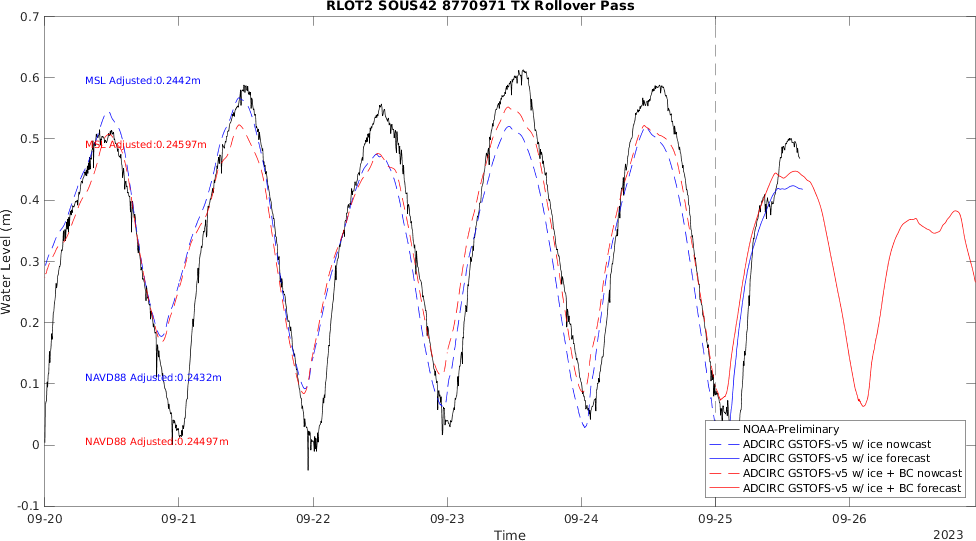 RLOT2 SOUS42 8770971 TX Rollover Pass
0.7
0.6
0.5
0.4
0.3
0.2
0.1
0
-0.1
Water Level (m)
MSL Adjusted:0.2442m
MSL Adjusted:0.24597m
NAVD88 Adjusted:0.2432m
NAVD88 Adjusted:0.24497m
NOAA-Preliminary
ADCIRC GSTOFS-v5 w/ ice nowcast
ADCIRC GSTOFS-v5 w/ ice forecast
ADCIRC GSTOFS-v5 w/ ice + BC nowcast
ADCIRC GSTOFS-v5 w/ ice + BC forecast
09-20 09-21 09-22 09-23 09-24 09-25 09-26
Time
2023